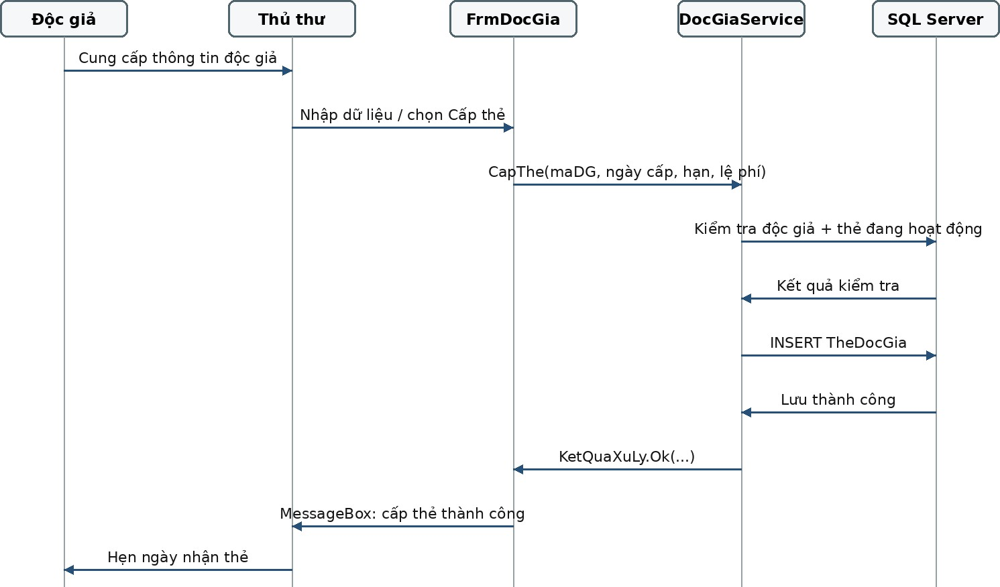 Độc giả
Thủ thư
FrmDocGia
DocGiaService
SQL Server
Cung cấp thông tin độc giả
Nhập dữ liệu / chọn Cấp thẻ
CapThe(maDG, ngày cấp, hạn, lệ phí)
Kiểm tra độc giả + thẻ đang hoạt động
Kết quả kiểm tra
INSERT TheDocGia
Lưu thành công
KetQuaXuLy.Ok(...)
MessageBox: cấp thẻ thành công
Hẹn ngày nhận thẻ